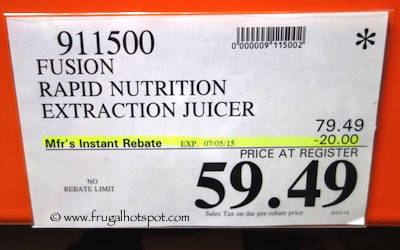 911500
0000009115002
*
FUSION
RAPID NUTRITION
EXTRACTION JUICER
79.49
Mfr's Instant Rebate EXP. 07/05/15 -20.00
PRICE AT REGISTER
NO
REBATE LIMIT
59.49
Sales Tax on the pre-rebate price
www.frugalhotspot.com